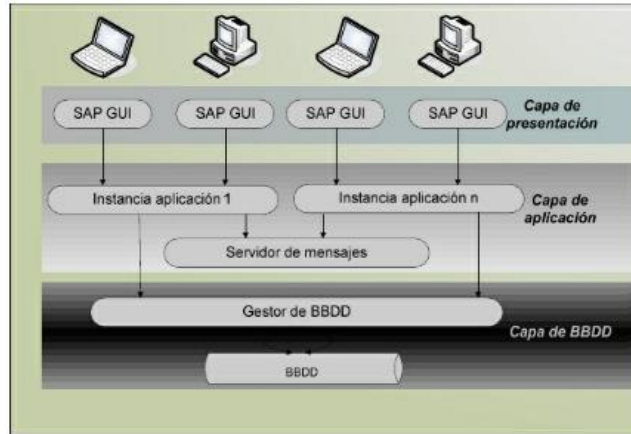 SAP GUI SAP GUI SAP GUI SAP GUI
Capa de
presentación
Instancia aplicación 1
Instancia aplicación n
Capa de
aplicación
Servidor de mensajes
Gestor de BBDD
Capa de BBDD
BBDD